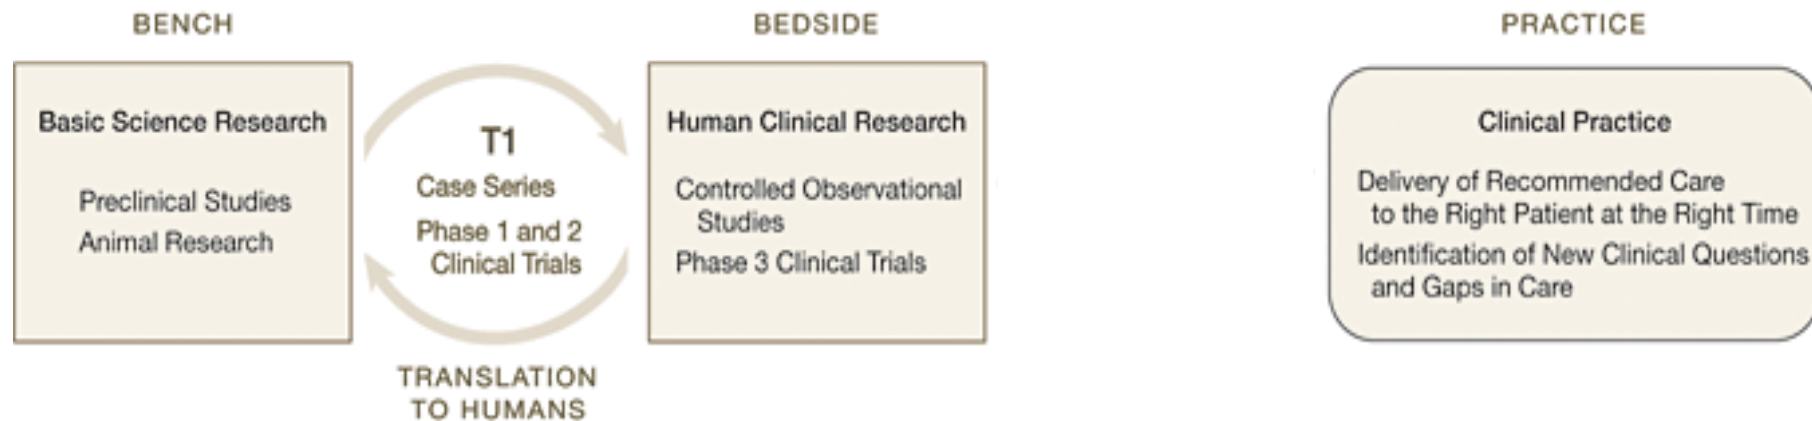 BENCH
Basic Science Research
Preclinical Studies
Animal Research
T1
Case Series
Phase 1 and 2
Clinical Trials
TRANSLATION
TO HUMANS
BEDSIDE
Human Clinical Research
Controlled Observational
Studies
Phase 3 Clinical Trials
PRACTICE
Clinical Practice
Delivery of Recommended Care
to the Right Patient at the Right Time
Identification of New Clinical Questions
and Gaps in Care